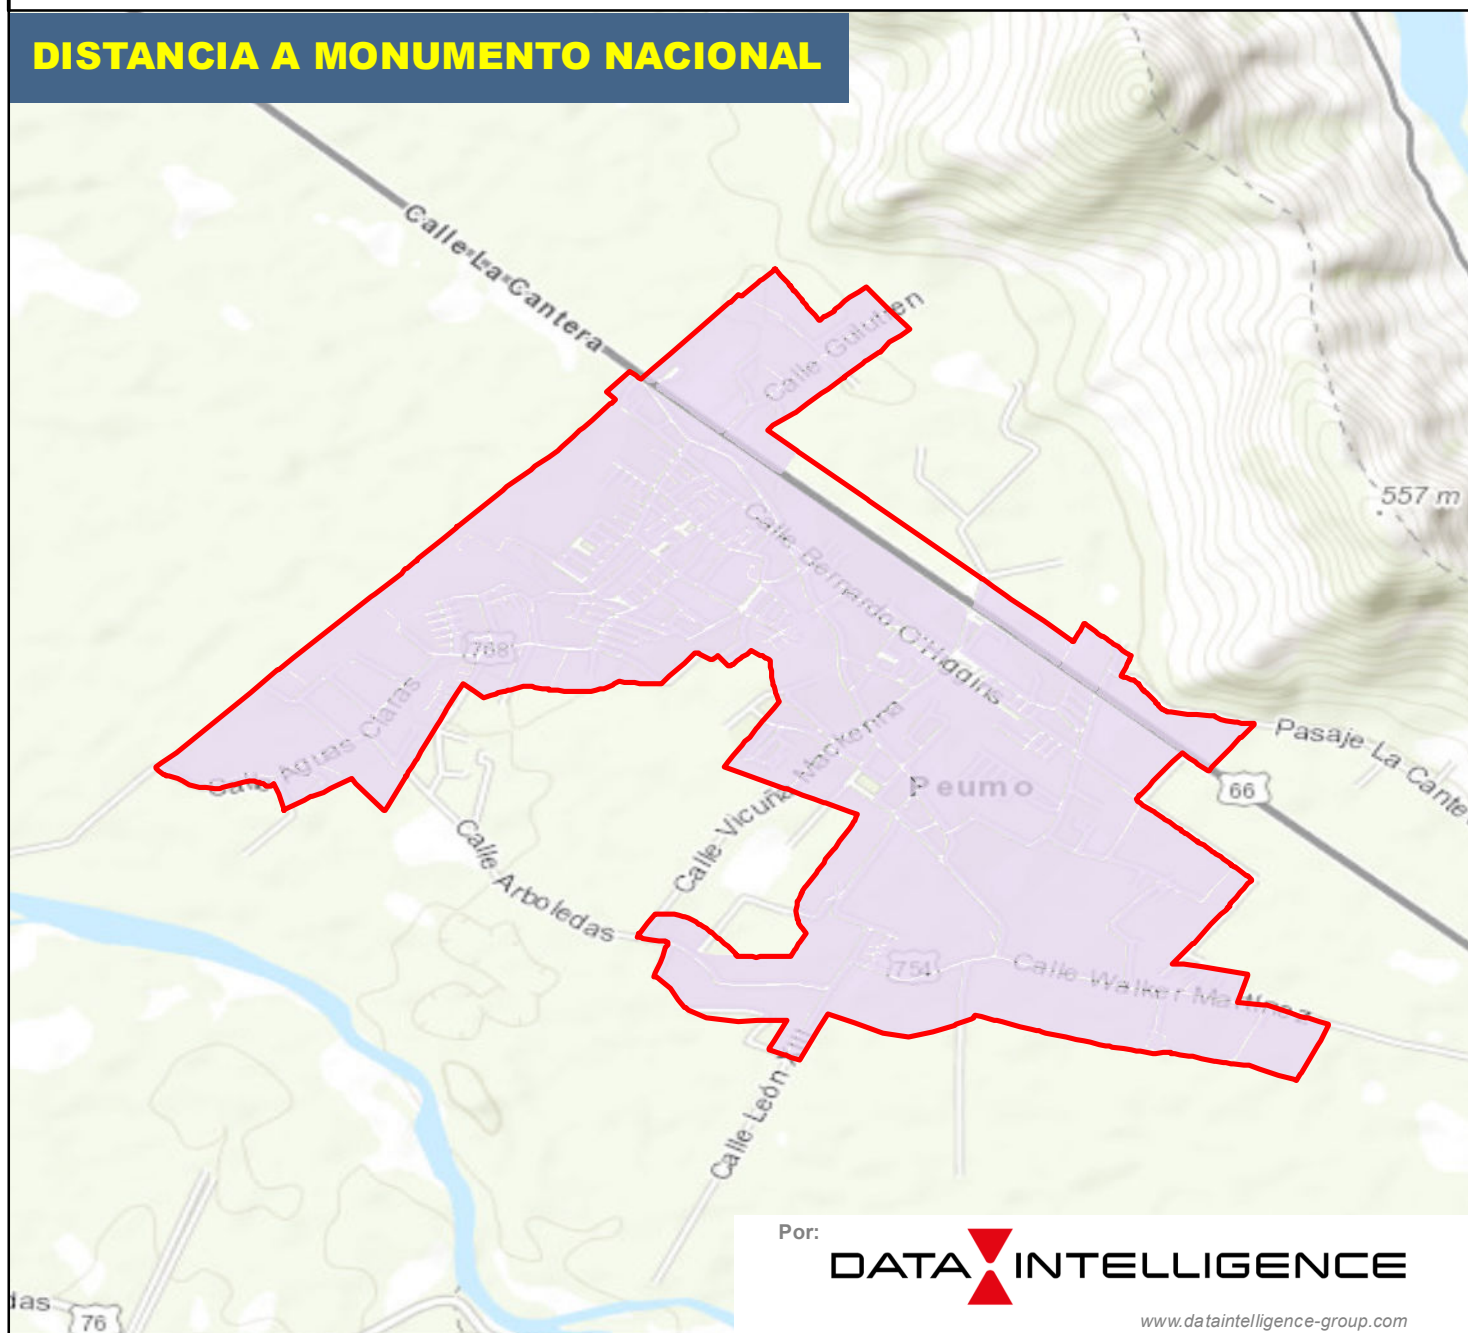 DISTANCIA A MONUMENTO NACIONAL
Calle La Cantera
Calle Gulutren
557 m
Calle Bernardo O'Higgins
768
Calle Aguas Claras
Calle Vicuña Mackenna
Peumo
Pasaje La Cante
66
Calle Arboledas
754
Calle Walker Martinez
Calle León XIII
Por:
DATA INTELLIGENCE
www.dataintelligence-group.com
das
76